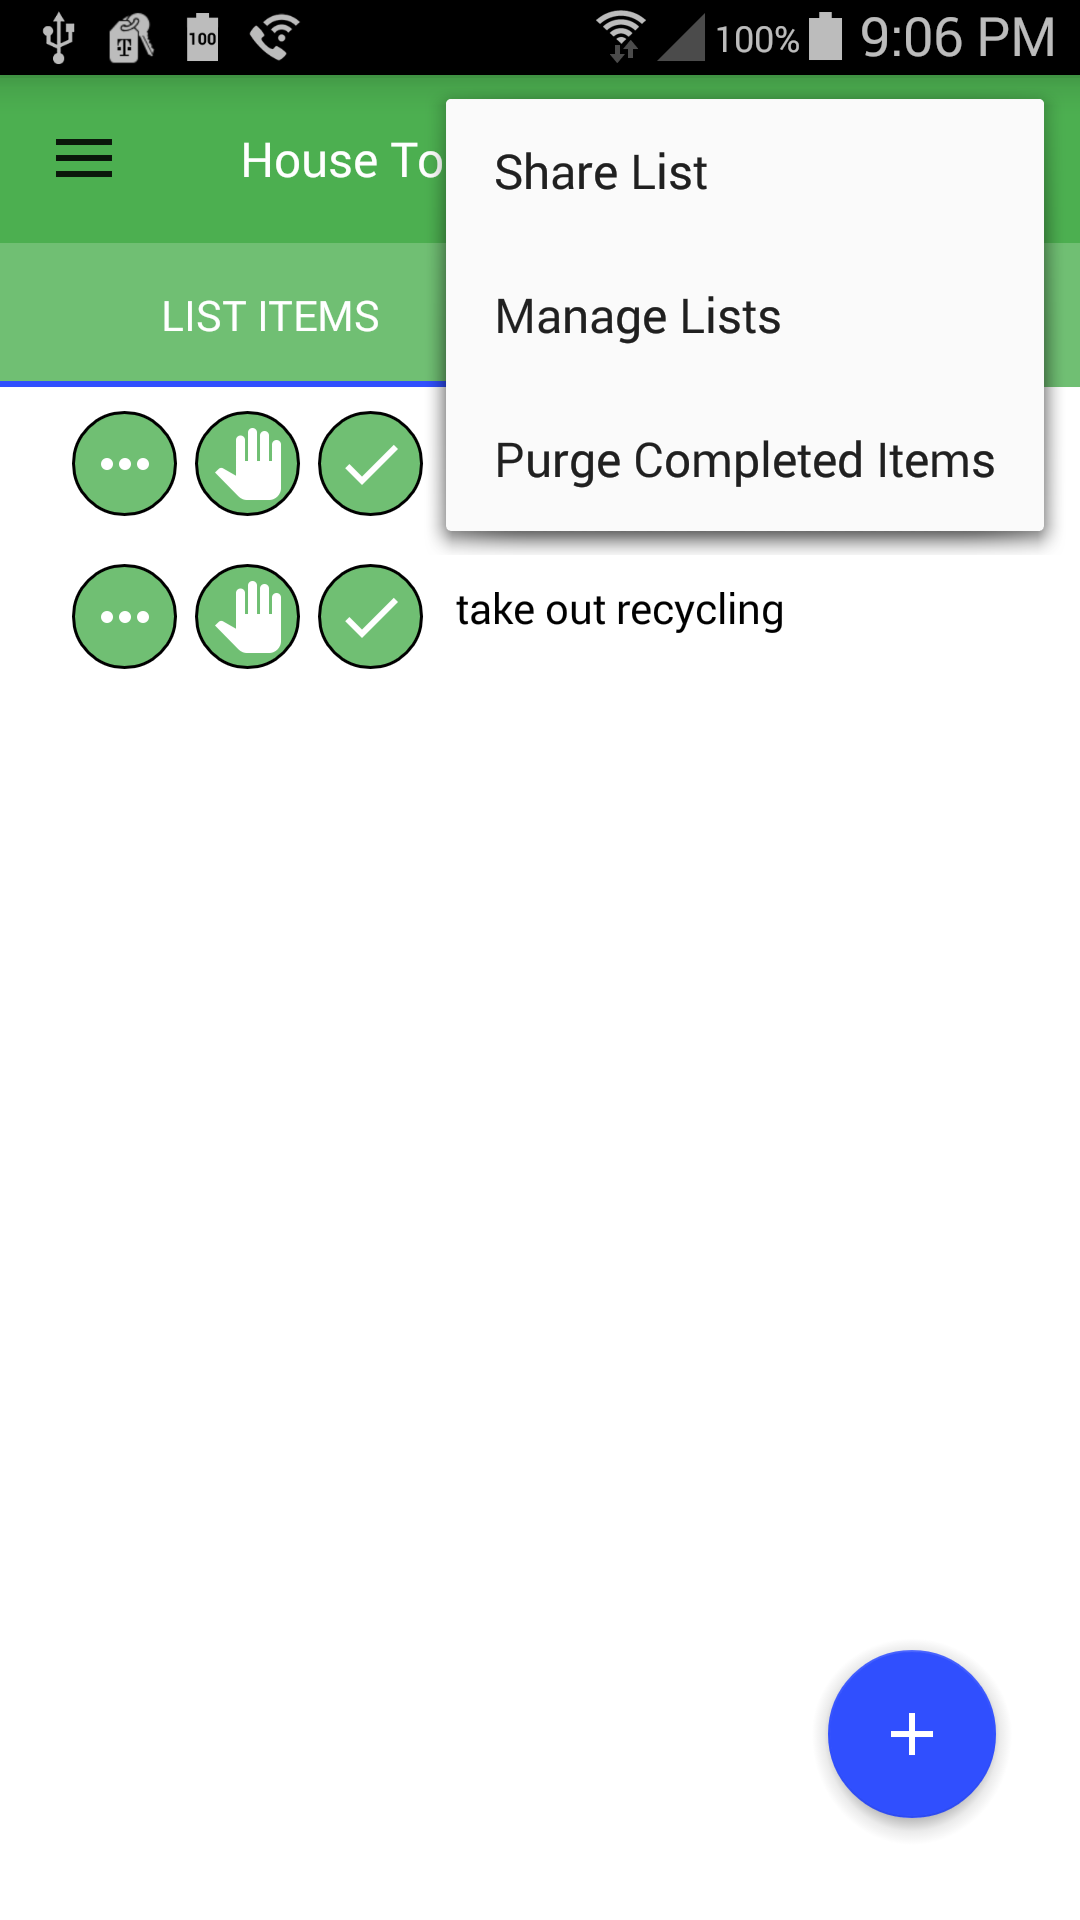 100 100% 9:06 PM
House To
Share List
Manage Lists
Purge Completed Items
LIST ITEMS
take out recycling